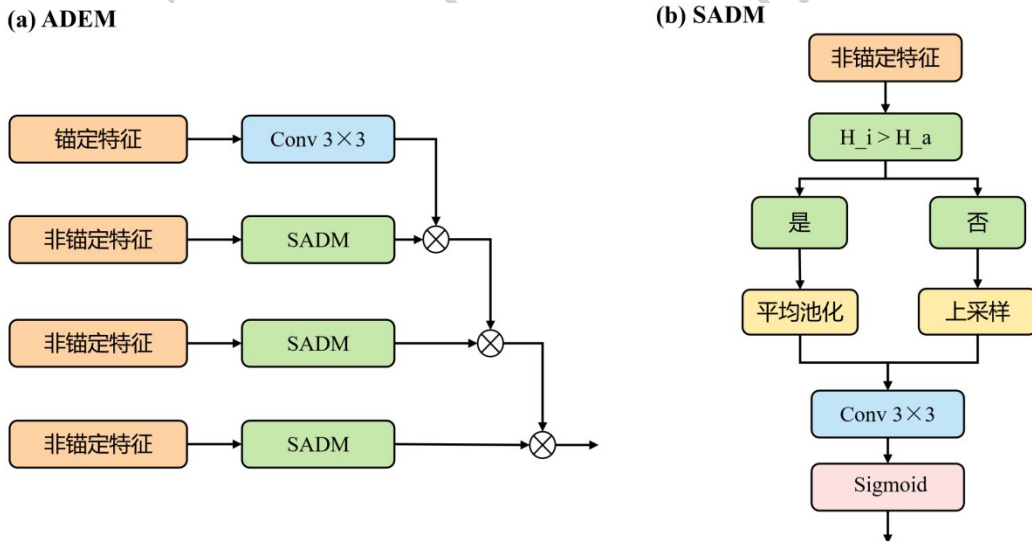 (a) ADEM
锚定特征
Conv 3×3
非锚定特征
SADM
非锚定特征
SADM
非锚定特征
SADM
(b) SADM
非锚定特征
H_i > H_a
是
否
平均池化
上采样
Conv 3×3
Sigmoid